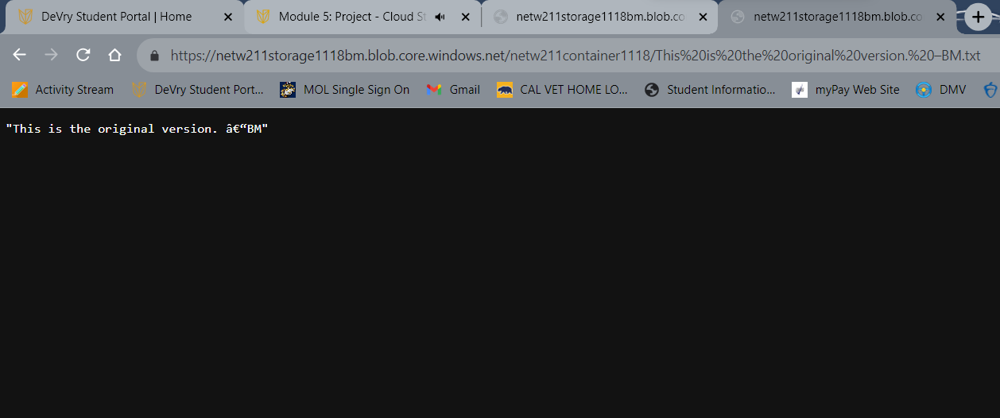 DeVry Student Portal | Home
Module 5: Project - Cloud St
netw211storage1118bm.blob.co
netw211storage1118bm.blob.co
https://netw211storage1118bm.blob.core.windows.net/netw211container1118/This%20is%20the%20original%20version.%20–BM.txt
Activity Stream
DeVry Student Port...
MOL Single Sign On
Gmail
CAL VET HOME LO...
Student Informatio...
myPay Web Site
DMV
"This is the original version. â€“BM"